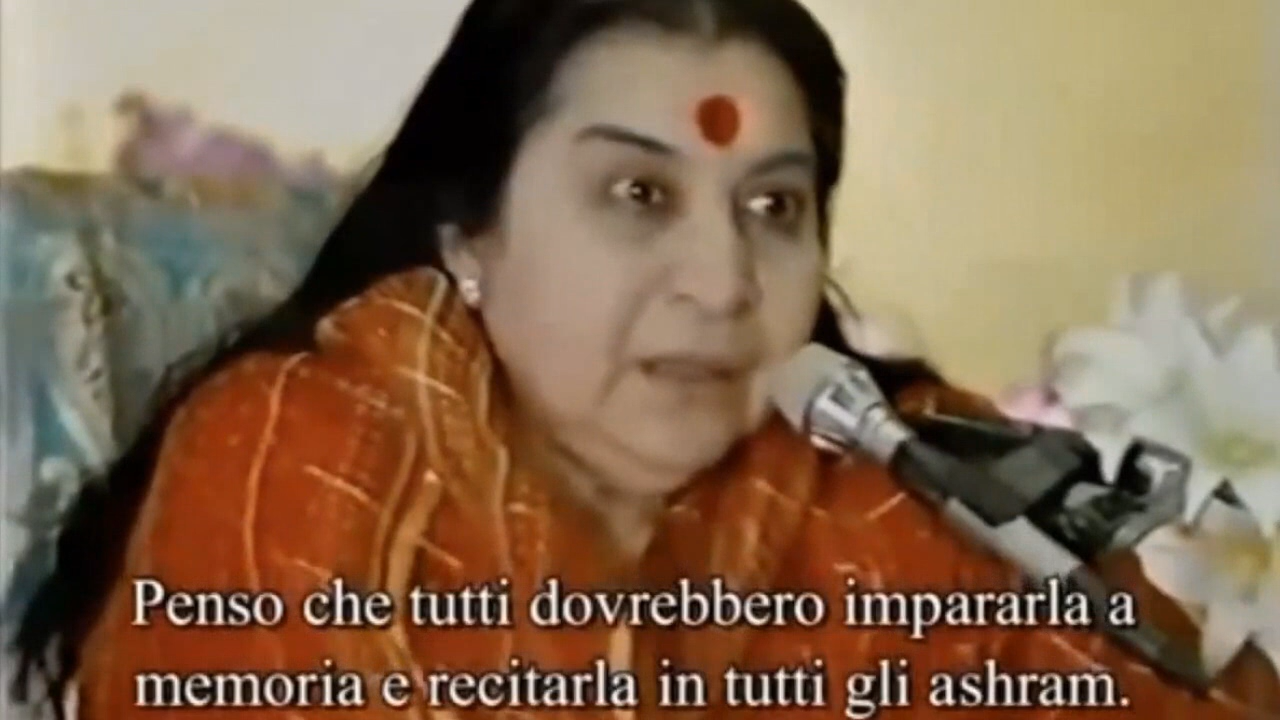 Penso che tutti dovrebbero impararla a
memoria e recitarla in tutti gli ashram.